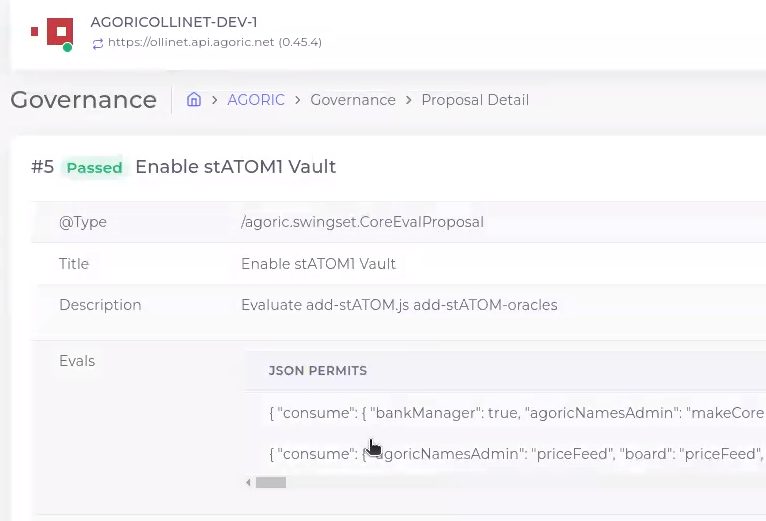 AGORICOLLINET-DEV-1
https://ollinet.api.agoric.net (0.45.4)
Governance > AGORIC > Governance > Proposal Detail
#5 Passed Enable stATOM1 Vault
@Type /agoric.swingset.CoreEvalProposal
Title Enable stATOM1 Vault
Description Evaluate add-stATOM.js add-stATOM-oracles
Evals
JSON PERMITS
{ "consume": { "bankManager": true, "agoricNamesAdmin": "makeCore
{ "consume": { "agoricNamesAdmin": "priceFeed", "board": "priceFeed",